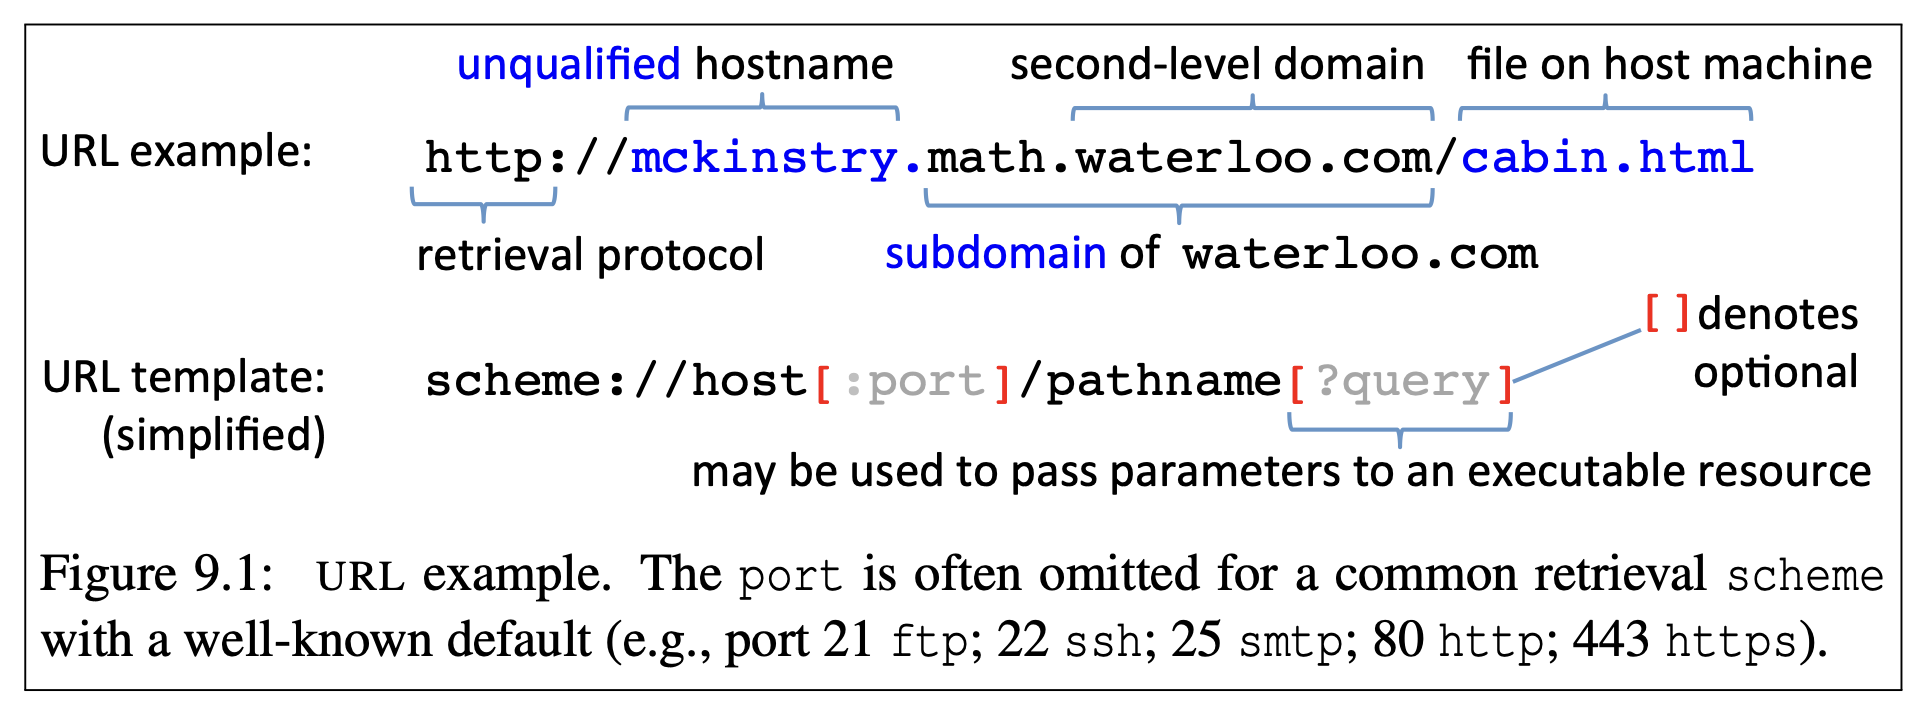 unqualified hostname second-level domain file on host machine
URL example: http://mckinstry.math.waterloo.com/cabin.html
retrieval protocol subdomain of waterloo.com
[ ] denotes
optional
URL template: scheme://host[:port]/pathname[?query]
(simplified)
may be used to pass parameters to an executable resource
Figure 9.1: URL example. The port is often omitted for a common retrieval scheme
with a well-known default (e.g., port 21 ftp; 22 ssh; 25 smtp; 80 http; 443 https).